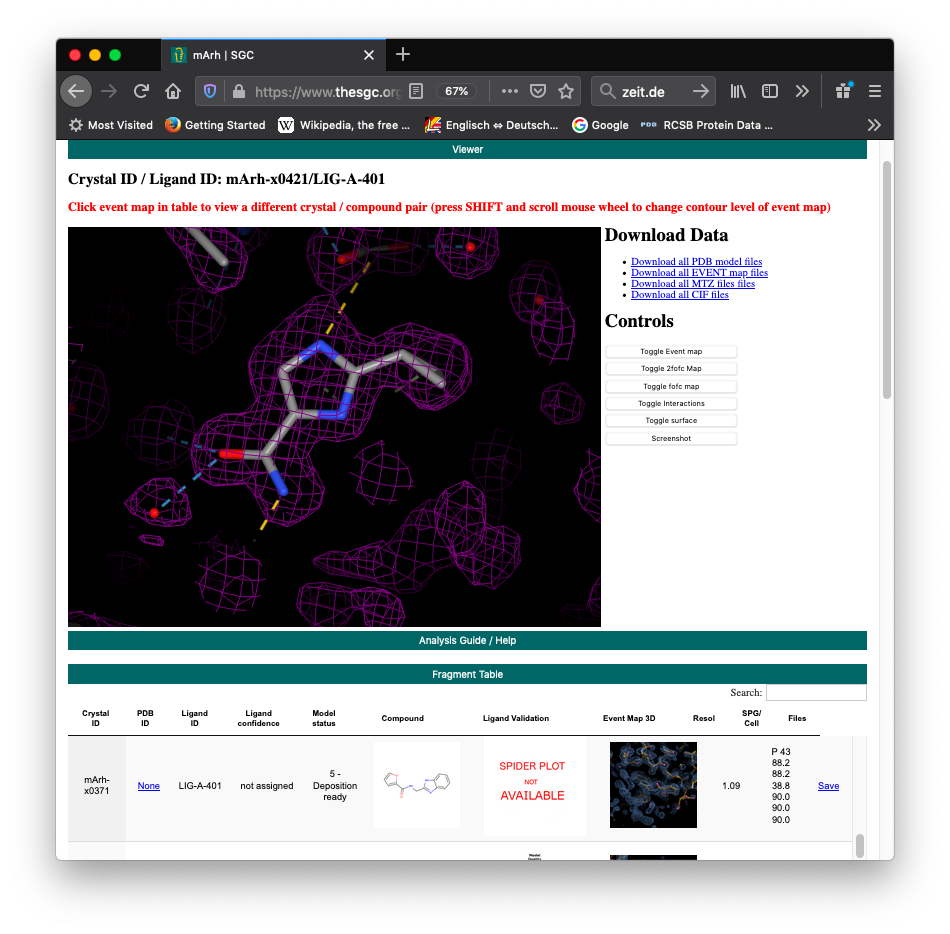 mArh | SGC
https://www.thesgc.org
67%
zeit.de
Most Visited
Getting Started
W
Wikipedia, the free ...
Englisch ⇔ Deutsch...
G
Google
PDB
RCSB Protein Data ...
Viewer
Crystal ID / Ligand ID: mArh-x0421/LIG-A-401
Click event map in table to view a different crystal / compound pair (press SHIFT and scroll mouse wheel to change contour level of event map)
Download Data
• Download all PDB model files
• Download all EVENT map files
• Download all MTZ files files
• Download all CIF files
Controls
Toggle Event map
Toggle 2fofc Map
Toggle fofc map
Toggle Interactions
Toggle surface
Screenshot
Analysis Guide / Help
Fragment Table
Search:
Crystal ID
PDB ID
Ligand ID
Ligand confidence
Model status
Compound
Ligand Validation
Event Map 3D
Resol
SPG/ Cell
Files
mArh-
x0371
None
LIG-A-401
not assigned
5 -
Deposition
ready
SPIDER PLOT
NOT
AVAILABLE
1.09
P 43
88.2
88.2
38.8
90.0
90.0
90.0
Save